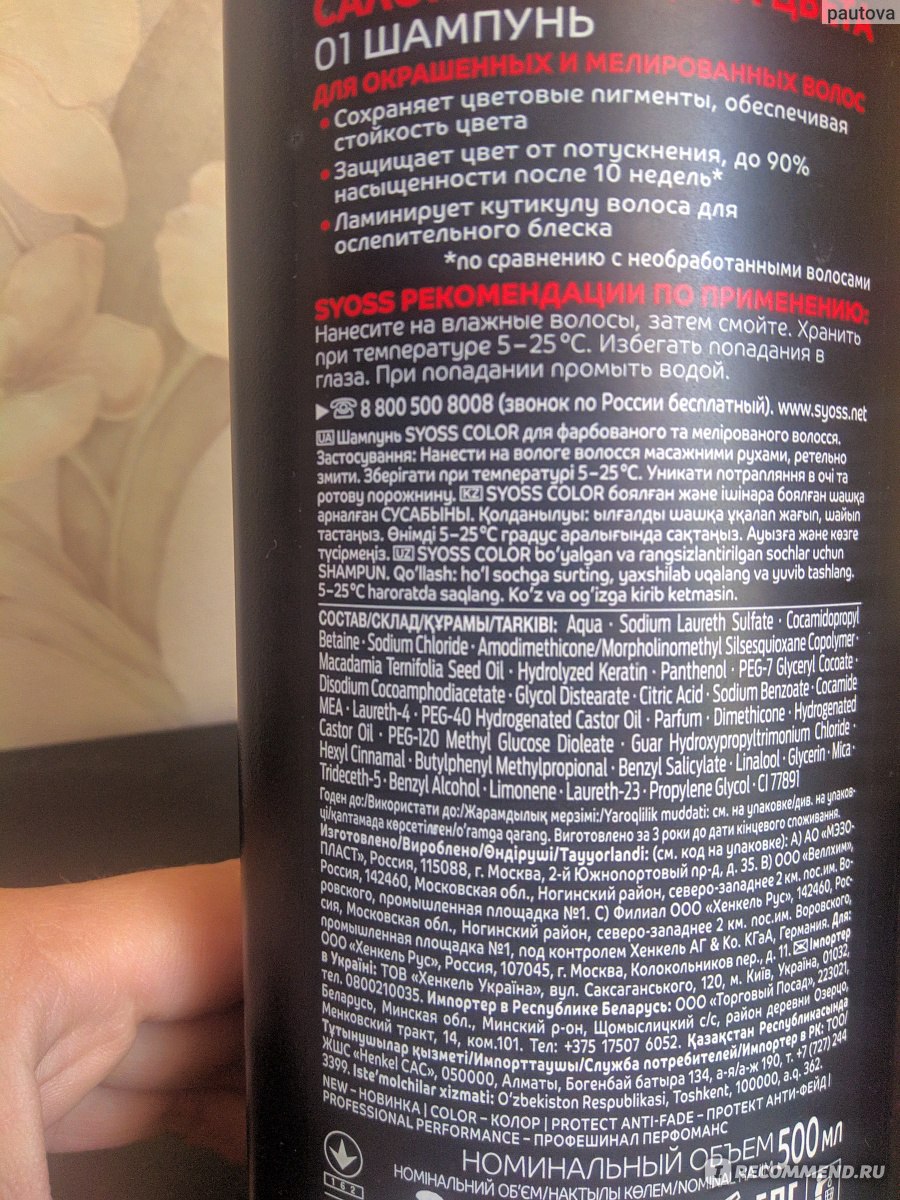 pautova
01 ШАМПУНЬ
ДЛЯ ОКРАШЕННЫХ И МЕЛИРОВАННЫХ ВОЛОС
• Сохраняет цветовые пигменты, обеспечивая
стойкость цвета
• Защищает цвет от потускнения, до 90%
насыщенности после 10 недель*
• Ламинирует кутикулу волоса для
ослепительного блеска
*по сравнению с необработанными волосами
SYOSS РЕКОМЕНДАЦИИ ПО ПРИМЕНЕНИЮ:
Нанесите на влажные волосы, затем смойте. Хранить
при температуре 5–25 °C. Избегать попадания в
глаза. При попадании промыть водой.
8 800 500 8008 (звонок по России бесплатный). www.syoss.net
UA Шампунь SYOSS COLOR для фарбованого та мелірованого волосся.
Застосування: Нанести на вологе волосся масажними рухами, ретельно
змити. Зберігати при температурі 5–25°C. Уникати потрапляння в очі та
ротову порожнину. KZ SYOSS COLOR боялған және ішінара боялған шашқа
арналған СУСАБЫНЫ. Қолданылуы: ылғалды шашқа уқалап жағып, шайып
тастаңыз. Өнімді 5–25°C градус аралығында сақтаңыз. Ауызға және көзге
түсірмеңіз. UZ SYOSS COLOR bo‘yalgan va rangsizlantirilgan sochlar uchun
SHAMPUN. Qo‘llash: ho‘l sochga surting, yaxshilab uqalang va yuvib tashlang.
5–25°C haroratda saqlang. Ko‘z va og‘izga kirib ketmasin.
СОСТАВ/СКЛАД/ҚҰРАМЫ/TARKIBI: Aqua · Sodium Laureth Sulfate · Cocamidopropyl
Betaine · Sodium Chloride · Amodimethicone/Morpholinomethyl Silsesquioxane Copolymer ·
Macadamia Ternifolia Seed Oil · Hydrolyzed Keratin · Panthenol · PEG-7 Glyceryl Cocoate ·
Disodium Cocoamphodiacetate · Glycol Distearate · Citric Acid · Sodium Benzoate · Cocamide
MEA · Laureth-4 · PEG-40 Hydrogenated Castor Oil · Parfum · Dimethicone · Hydrogenated
Castor Oil · PEG-120 Methyl Glucose Dioleate · Guar Hydroxypropyltrimonium Chloride ·
Hexyl Cinnamal · Butylphenyl Methylpropional · Benzyl Salicylate · Linalool · Glycerin · Mica ·
Trideceth-5 · Benzyl Alcohol · Limonene · Laureth-23 · Propylene Glycol · CI 77891
Годен до:/Використати до:/Жарамдылық мерзімі:/Yaroqlilik muddati: см. на упаковке/див. на упаков-
ці/қаптамада көрсетілген/o‘ramga qarang. Виготовлено за 3 роки до дати кінцевого споживання.
Изготовлено/Вироблено/Өндіруші/Tayyorlandi: (см. код на упаковке): A) АО «МЭЗО-
ПЛАСТ», Россия, 115088, г. Москва, 2-й Южнопортовый пр-д, д. 35. B) ООО «Веллхим»,
Россия, 142460, Московская обл., Ногинский район, северо-западнее 2 км. пос.им. Во-
ровского, промышленная площадка №1. C) Филиал ООО «Хенкель Рус», 142460, Рос-
сия, Московская обл., Ногинский район, северо-западнее 2 км. пос.им. Воровского,
промышленная площадка №1, под контролем Хенкель АГ & Ко. КГаА, Германия. Для:
ООО «Хенкель Рус», Россия, 107045, г. Москва, Колокольников пер., д. 11. Імпортер
в Україні: ТОВ «Хенкель Україна», вул. Саксаганського, 120, м. Київ, Україна, 01032,
тел. 0800210035. Импортер в Республике Беларусь: ООО «Торговый Посад», 223021,
Беларусь, Минская обл., Минский р-он, Щомыслицкий с/с, район деревни Озерцо,
Меньковский тракт, 14, ком.101. Тел: +375 17507 6052. Қазақстан Республикасында
Тұтынушылар қызметі/Импорттаушы/Служба потребителей/Импортер в РК: ТОО/
ЖШС «Henkel CAC», 050000, Алматы, Богенбай батыра 134, а-я/а-ж 190, т. +7 (727) 244
3399. Iste’molchilar xizmati: O‘zbekiston Respublikasi, Toshkent, 100000, a.q. 362.
NEW – НОВИНКА | COLOR – КОЛОР | PROTECT ANTI-FADE – ПРОТЕКТ АНТИ-ФЕЙД |
PROFESSIONAL PERFORMANCE – ПРОФЕШИНАЛ ПЕРФОМАНС
НОМИНАЛЬНЫЙ ОБЪЕМ 500 МЛ
НОМІНАЛЬНИЙ ОБ'ЄМ/НАҚТЫЛЫ КӨЛЕМ/NOMINAL
162
IRECOMMEND.RU